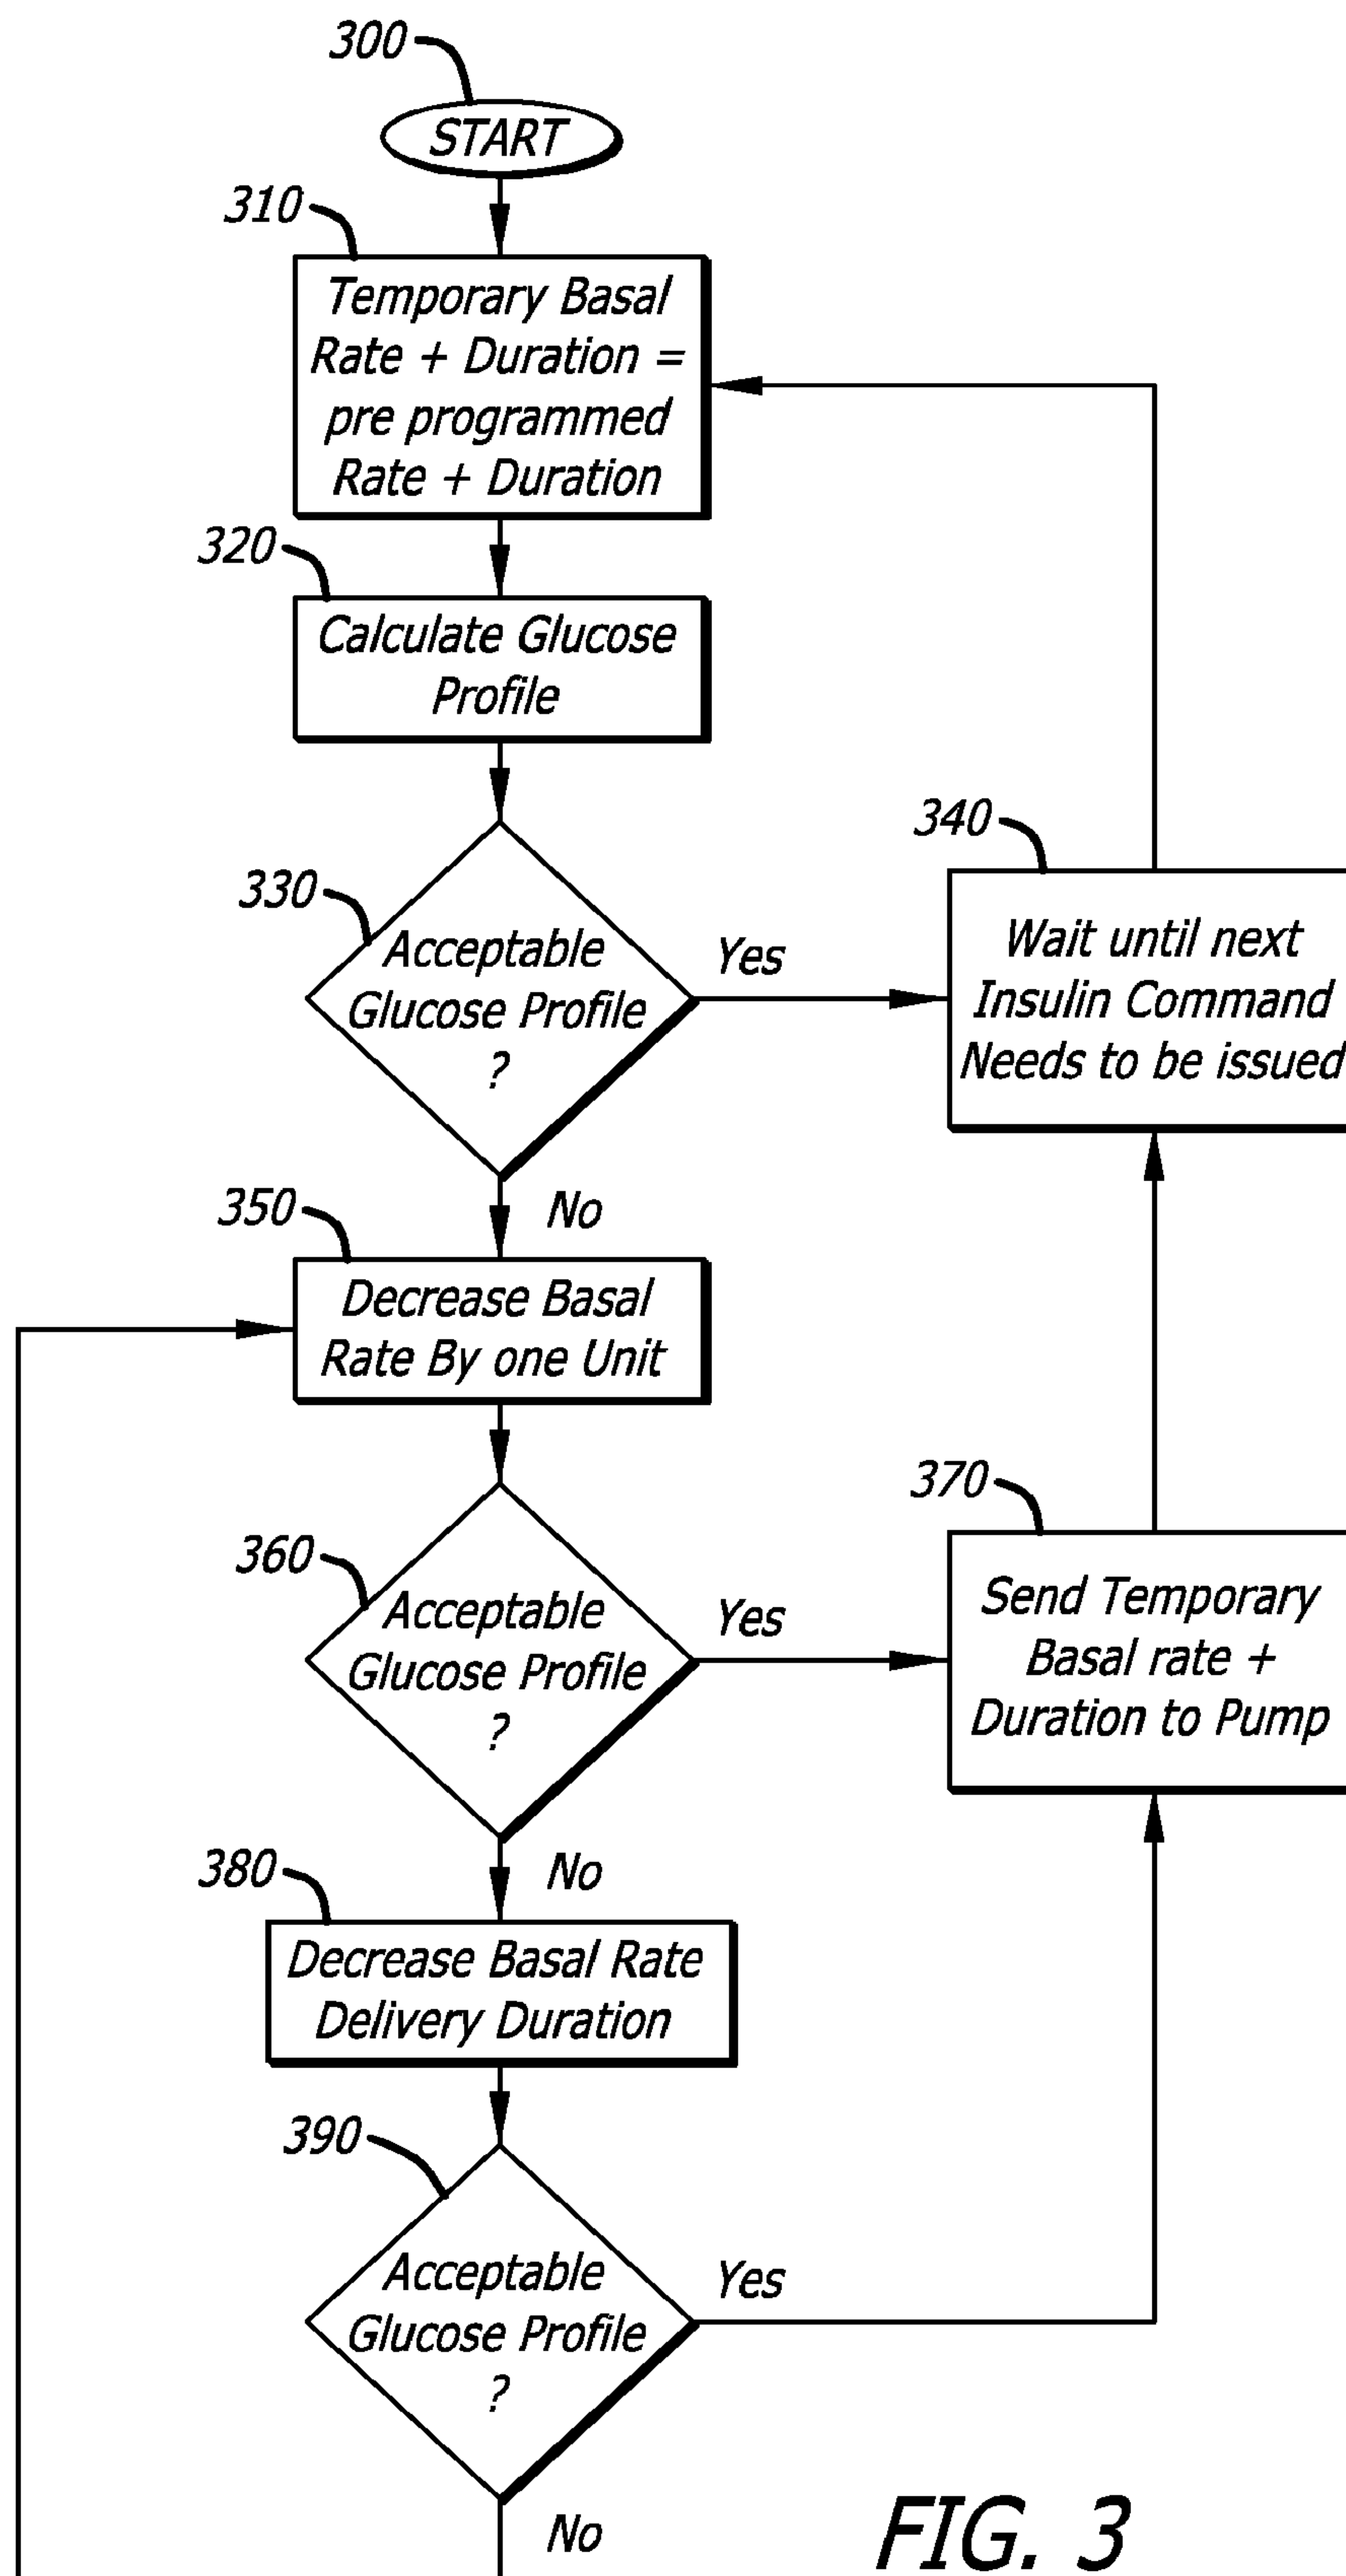 300
START
310
Temporary Basal
Rate + Duration =
pre programmed
Rate + Duration
320
Calculate Glucose
Profile
330
Acceptable
Glucose Profile
?
Yes
340
Wait until next
Insulin Command
Needs to be issued
No
350
Decrease Basal
Rate By one Unit
360
Acceptable
Glucose Profile
?
Yes
370
Send Temporary
Basal rate +
Duration to Pump
No
380
Decrease Basal Rate
Delivery Duration
390
Acceptable
Glucose Profile
?
Yes
No
FIG. 3